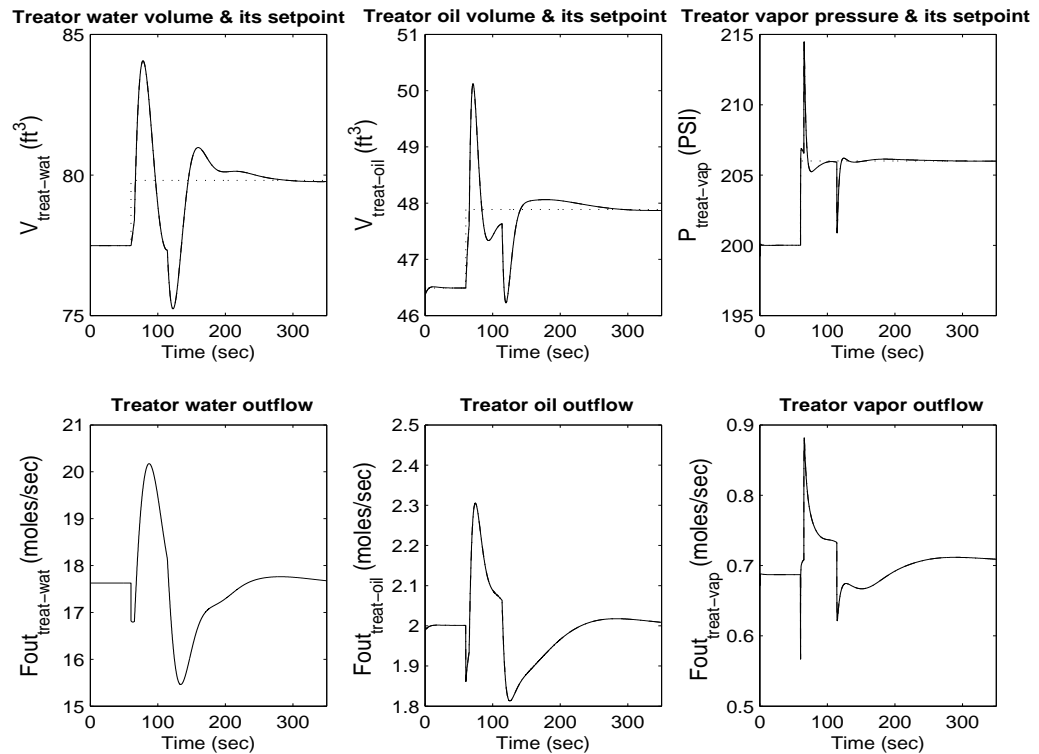 Treator water volume & its setpoint
Treator oil volume & its setpoint
Treator vapor pressure & its setpoint
85
80
75
V_treat−wat (ft^3)
0 100 200 300
Time (sec)
51
50
49
48
47
46
V_treat−oil (ft^3)
0 100 200 300
Time (sec)
215
210
205
200
195
P_treat−vap (PSI)
0 100 200 300
Time (sec)
Treator water outflow
Treator oil outflow
Treator vapor outflow
21
20
19
18
17
16
15
Fout_treat−wat (moles/sec)
0 100 200 300
Time (sec)
2.5
2.4
2.3
2.2
2.1
2
1.9
1.8
Fout_treat−oil (moles/sec)
0 100 200 300
Time (sec)
0.9
0.8
0.7
0.6
0.5
Fout_treat−vap (moles/sec)
0 100 200 300
Time (sec)